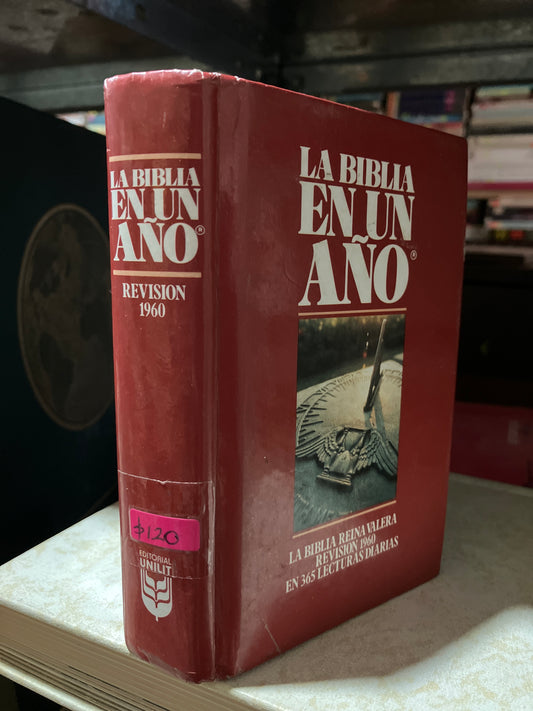 LA BIBLIA
EN UN
AÑO®
REVISION
1960
$120
EDITORIAL
UNILIT
LA BIBLIA
EN UN
AÑO®
LA BIBLIA REINA VALERA
REVISION 1960
EN 365 LECTURAS DIARIAS